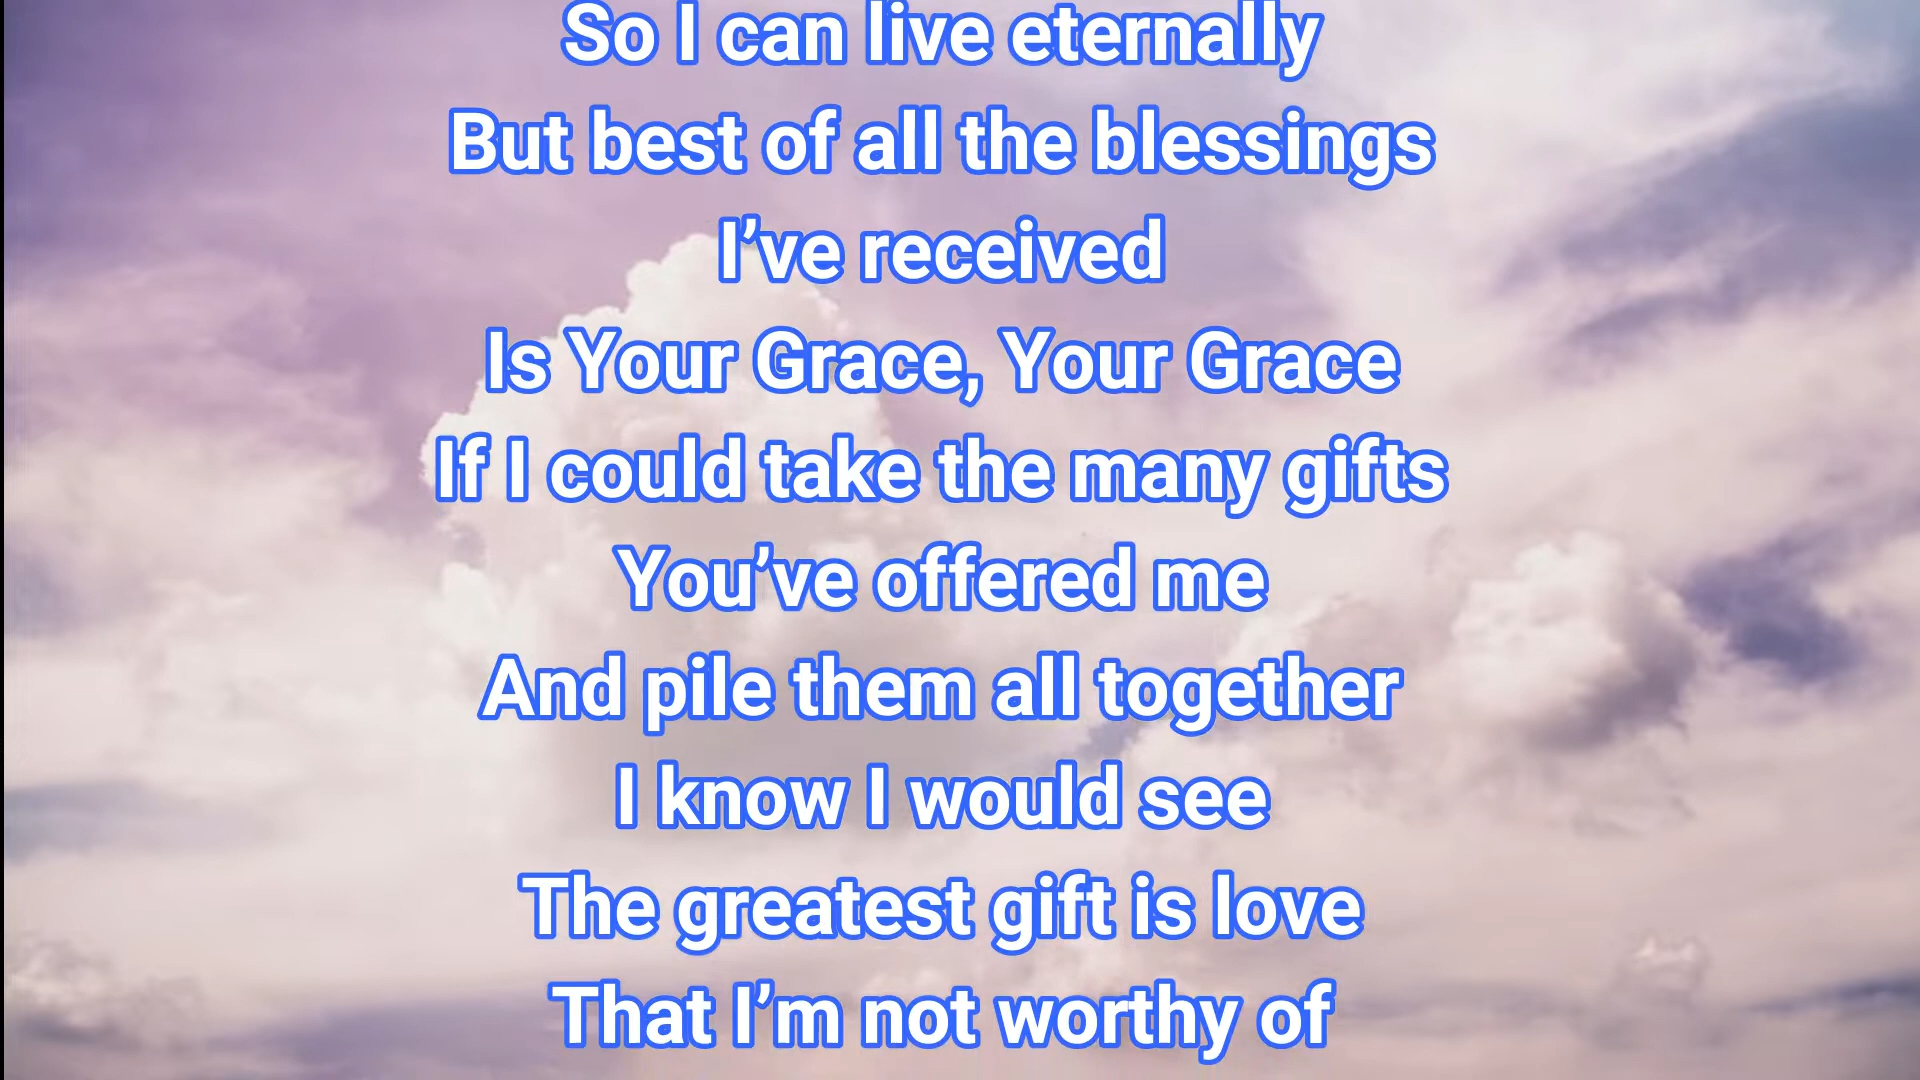 So I can live eternally
But best of all the blessings
I’ve received
Is Your Grace, Your Grace
If I could take the many gifts
You’ve offered me
And pile them all together
I know I would see
The greatest gift is love
That I’m not worthy of